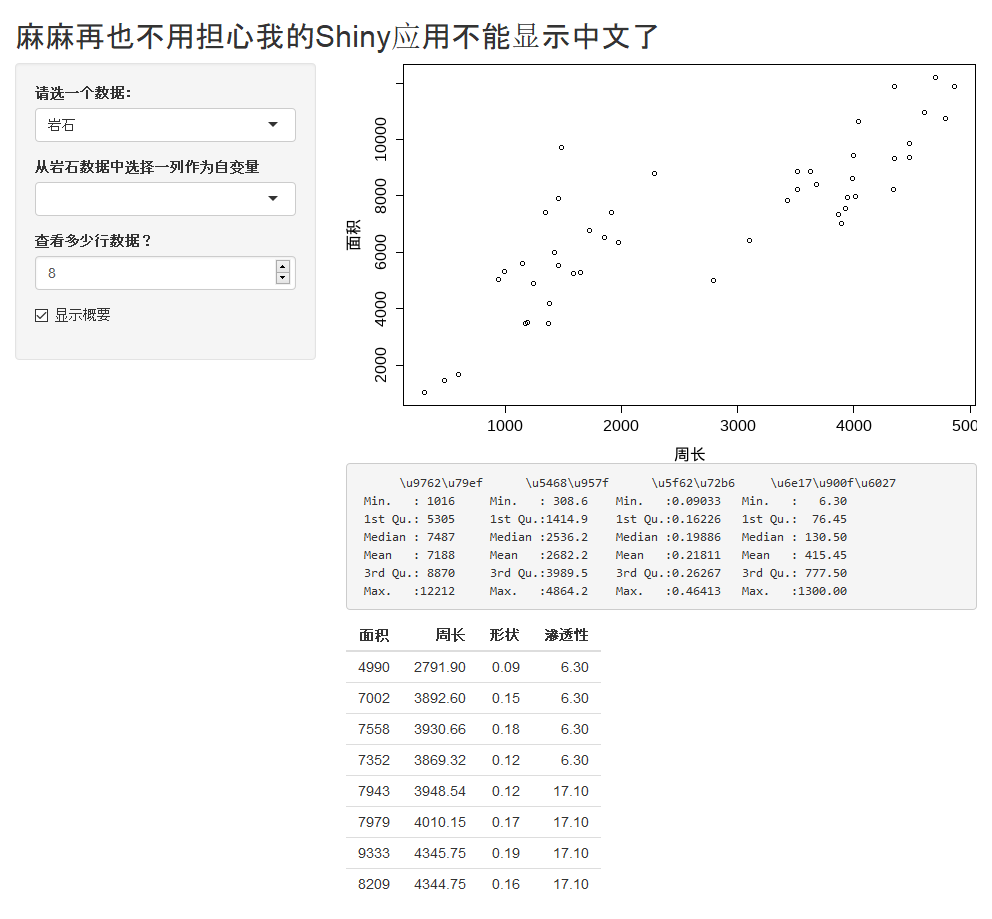 麻麻再也不用担心我的Shiny应用不能显示中文了
请选一个数据：
岩石
从岩石数据中选择一列作为自变量
查看多少行数据？
8
显示概要
面积
2000 4000 6000 8000 10000
1000 2000 3000 4000 500
周长
\u9762\u79ef \u5468\u957f \u5f62\u72b6 \u6e17\u900f\u6027
Min. : 1016 Min. : 308.6 Min. :0.09033 Min. : 6.30
1st Qu.: 5305 1st Qu.:1414.9 1st Qu.:0.16226 1st Qu.: 76.45
Median : 7487 Median :2536.2 Median :0.19886 Median : 130.50
Mean : 7188 Mean :2682.2 Mean :0.21811 Mean : 415.45
3rd Qu.: 8870 3rd Qu.:3989.5 3rd Qu.:0.26267 3rd Qu.: 777.50
Max. :12212 Max. :4864.2 Max. :0.46413 Max. :1300.00
面积 周长 形状 渗透性
4990 2791.90 0.09 6.30
7002 3892.60 0.15 6.30
7558 3930.66 0.18 6.30
7352 3869.32 0.12 6.30
7943 3948.54 0.12 17.10
7979 4010.15 0.17 17.10
9333 4345.75 0.19 17.10
8209 4344.75 0.16 17.10